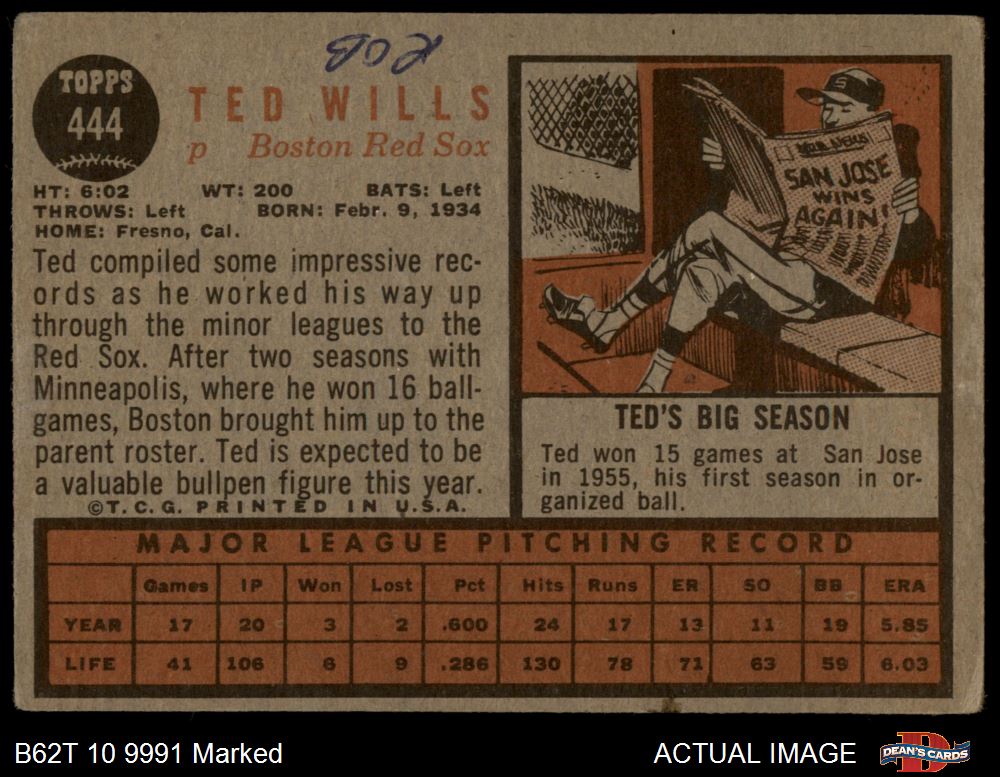 ROB
TOPPS
444
TED WILLS
p Boston Red Sox
HT: 6:02 WT: 200 BATS: Left
THROWS: Left BORN: Febr. 9, 1934
HOME: Fresno, Cal.
Ted compiled some impressive rec-
ords as he worked his way up
through the minor leagues to the
Red Sox. After two seasons with
Minneapolis, where he won 16 ball-
games, Boston brought him up to the
parent roster. Ted is expected to be
a valuable bullpen figure this year.
©T.C.G. PRINTED IN U.S.A.
S
SAN JOSE
WINS
AGAIN!
TED'S BIG SEASON
Ted won 15 games at San Jose
in 1955, his first season in or-
ganized ball.
MAJOR LEAGUE PITCHING RECORD
Games IP Won Lost Pct Hits Runs ER SO BB ERA
YEAR 17 20 3 2 .600 24 17 13 11 19 5.85
LIFE 41 106 6 9 .286 130 78 71 63 59 6.03
B62T 10 9991 Marked
ACTUAL IMAGE
DEAN'S CARDS